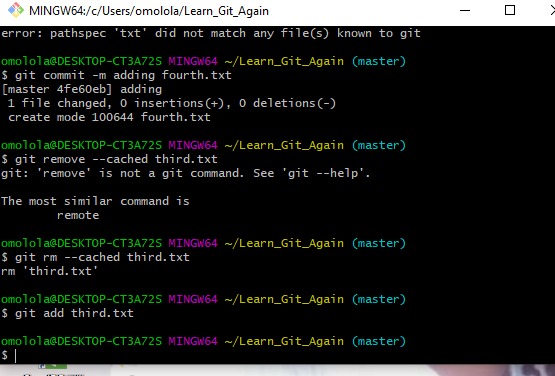 MINGW64:/c/Users/omolola/Learn_Git_Again
error: pathspec 'txt' did not match any file(s) known to git
omolola@DESKTOP-CT3A72S MINGW64 ~/Learn_Git_Again (master)
$ git commit -m adding fourth.txt
[master 4fe60eb] adding
1 file changed, 0 insertions(+), 0 deletions(-)
create mode 100644 fourth.txt
omolola@DESKTOP-CT3A72S MINGW64 ~/Learn_Git_Again (master)
$ git remove --cached third.txt
git: 'remove' is not a git command. See 'git --help'.
The most similar command is
remote
omolola@DESKTOP-CT3A72S MINGW64 ~/Learn_Git_Again (master)
$ git rm --cached third.txt
rm 'third.txt'
omolola@DESKTOP-CT3A72S MINGW64 ~/Learn_Git_Again (master)
$ git add third.txt
omolola@DESKTOP-CT3A72S MINGW64 ~/Learn_Git_Again (master)
$